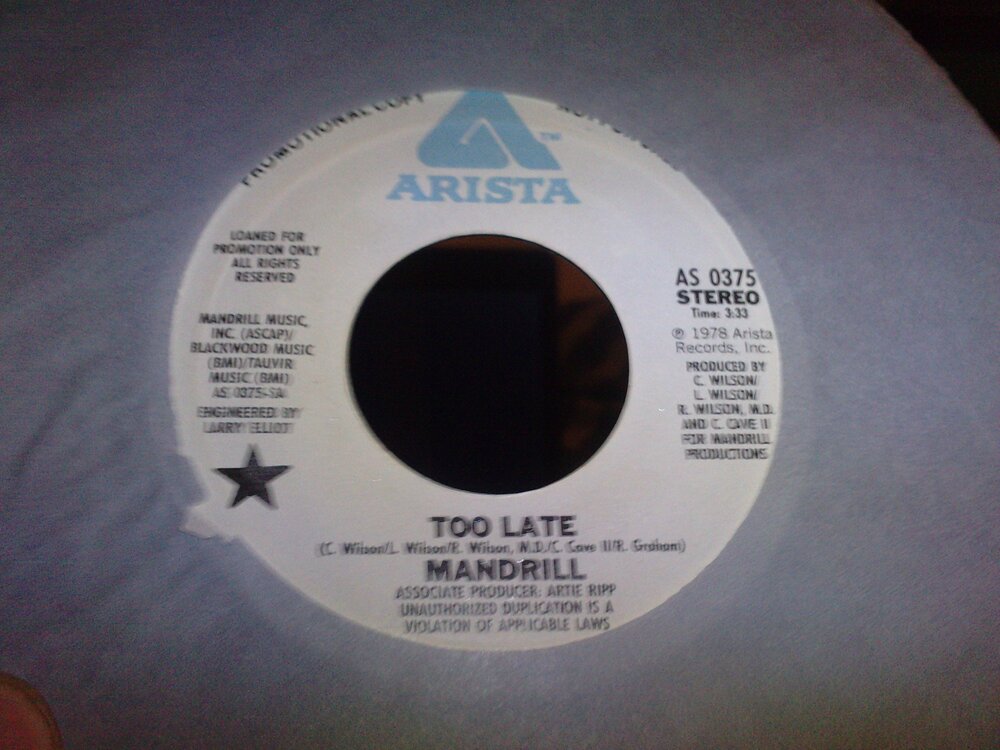 PROMOTIONAL COPY
ARISTA
TM
LOANED FOR
PROMOTION ONLY
ALL RIGHTS
RESERVED
MANDRILL MUSIC,
INC. (ASCAP)/
BLACKWOOD MUSIC
(BMI)/TAUVIR
MUSIC (BMI)
AS 0375-SA
ENGINEERED BY
LARRY ELLIOT
AS 0375
STEREO
Time: 3:33
℗ 1978 Arista
Records, Inc.
PRODUCED BY
C. WILSON/
L. WILSON/
R. WILSON, M.D.
AND C. CAVE II
FOR MANDRILL
PRODUCTIONS
TOO LATE
(C. Wilson/L. Wilson/R. Wilson, M.D./C. Cave II/R. Graham)
MANDRILL
ASSOCIATE PRODUCER: ARTIE RIPP
UNAUTHORIZED DUPLICATION IS A
VIOLATION OF APPLICABLE LAWS